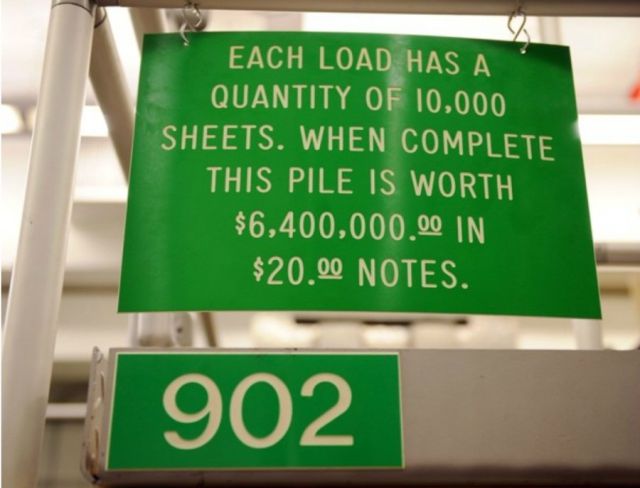 EACH LOAD HAS A
QUANTITY OF 10,000
SHEETS. WHEN COMPLETE
THIS PILE IS WORTH
$6,400,000.00 IN
$20.00 NOTES.
902